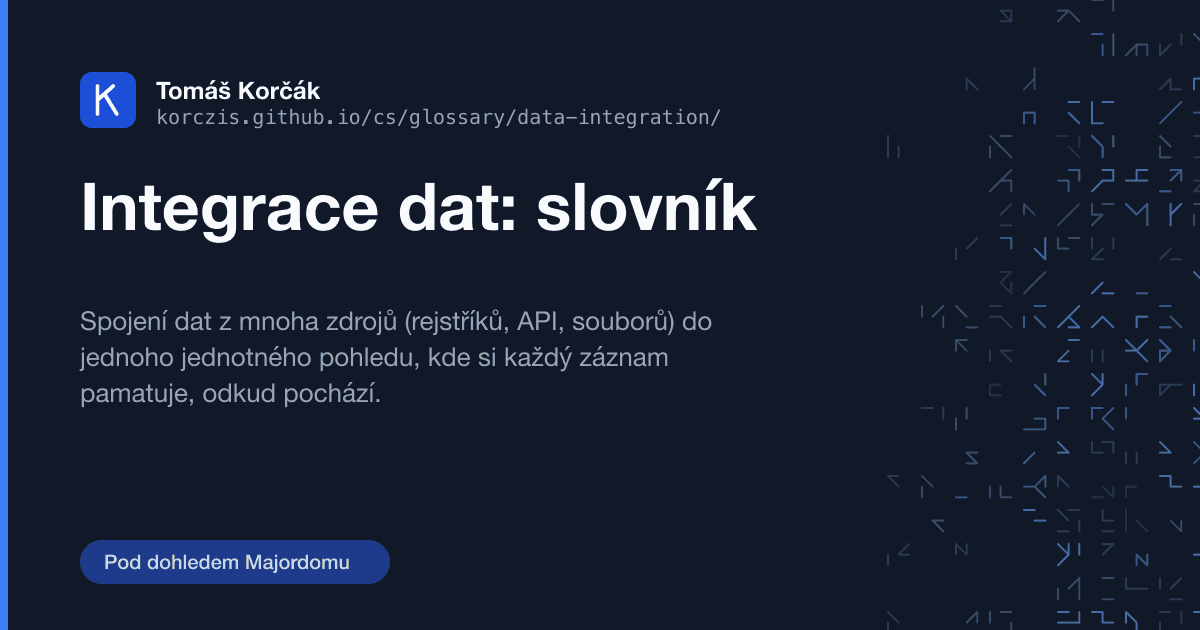 K
Tomáš Korčák
korczis.github.io/cs/glossary/data-integration/
Integrace dat: slovník
Spojení dat z mnoha zdrojů (rejstříků, API, souborů) do
jednoho jednotného pohledu, kde si každý záznam
pamatuje, odkud pochází.
Pod dohledem Majordomu